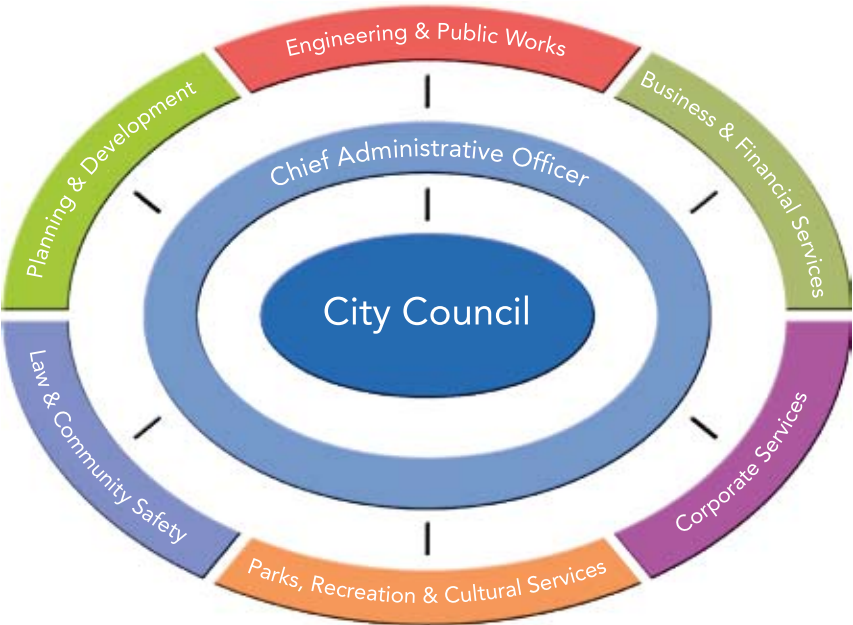 Engineering & Public Works
Business & Financial Services
Planning & Development
Chief Administrative Officer
City Council
Law & Community Safety
Corporate Services
Parks, Recreation & Cultural Services